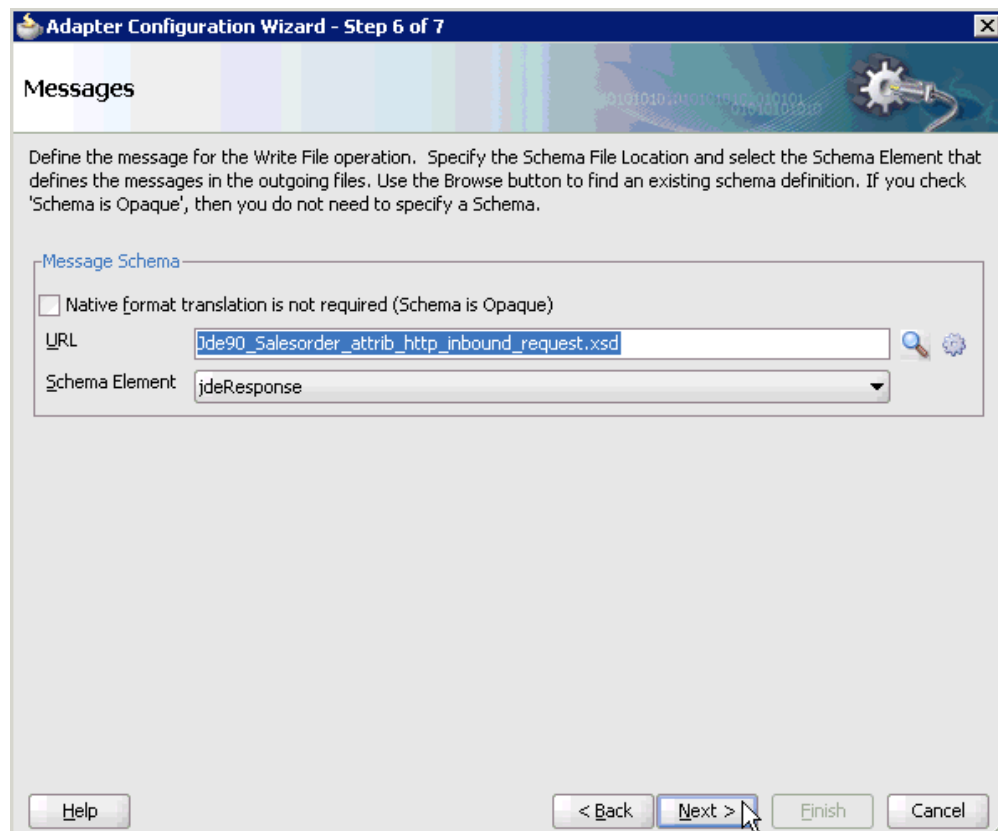 Adapter Configuration Wizard - Step 6 of 7
Messages
Define the message for the Write File operation. Specify the Schema File Location and select the Schema Element that
defines the messages in the outgoing files. Use the Browse button to find an existing schema definition. If you check
'Schema is Opaque', then you do not need to specify a Schema.
Message Schema
Native format translation is not required (Schema is Opaque)
URL
Jde90_Salesorder_attrib_http_inbound_request.xsd
Schema Element
jdeResponse
Help
< Back
Next >
Finish
Cancel